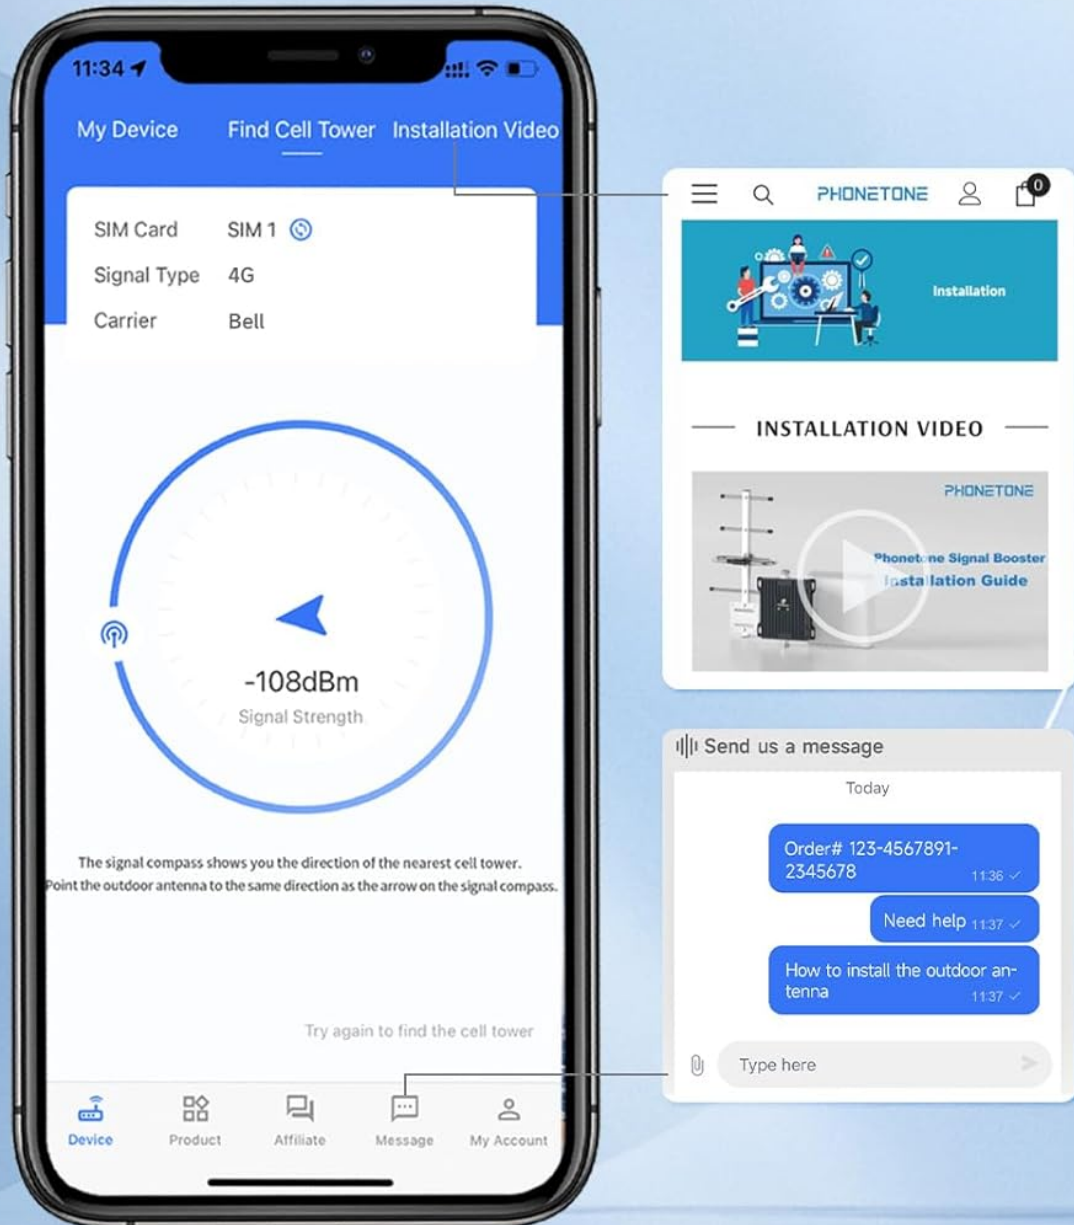 11:34
My Device
Find Cell Tower
Installation Video
SIM Card SIM 1
Signal Type 4G
Carrier Bell
-108dBm
Signal Strength
The signal compass shows you the direction of the nearest cell tower.
Point the outdoor antenna to the same direction as the arrow on the signal compass.
Try again to find the cell tower
Device
Product
Affiliate
Message
My Account
PHONETONE
0
Installation
INSTALLATION VIDEO
PHONETONE
Phonetone Signal Booster
Installation Guide
Send us a message
Today
Order# 123-4567891-
2345678
11:36
Need help 11:37
How to install the outdoor an-
tenna
11:37
Type here